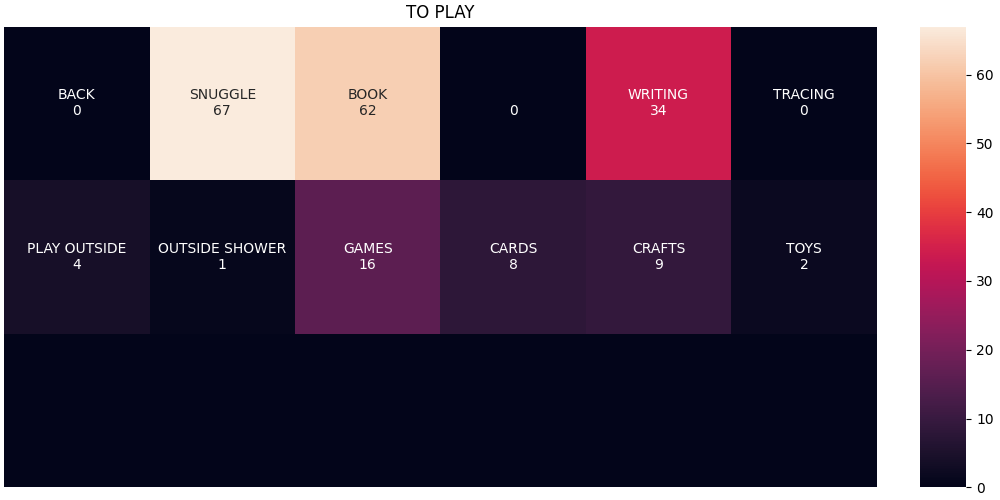 TO PLAY
BACK
0
SNUGGLE
67
BOOK
62
0
WRITING
34
TRACING
0
PLAY OUTSIDE
4
OUTSIDE SHOWER
1
GAMES
16
CARDS
8
CRAFTS
9
TOYS
2
60
50
40
30
20
10
0